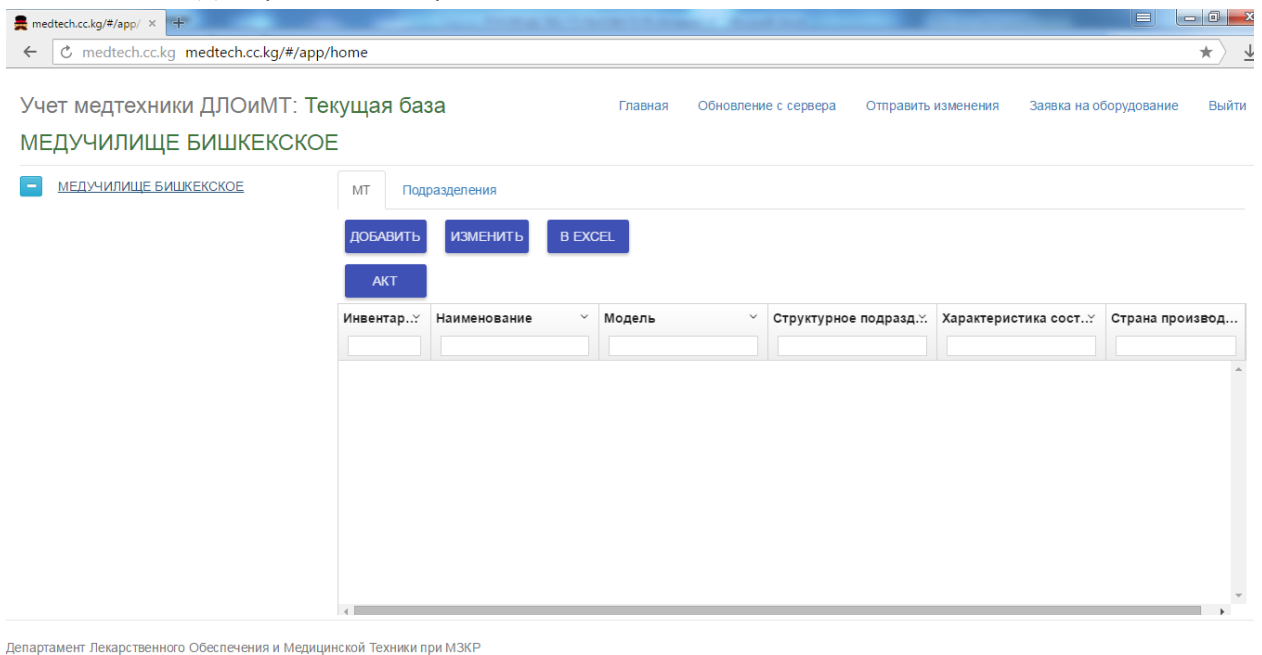 medtech.cc.kg/#/app/
medtech.cc.kg medtech.cc.kg/#/app/home
Учет медтехники ДЛОиМТ: Текущая база
МЕДУЧИЛИЩЕ БИШКЕКСКОЕ
Главная Обновление с сервера Отправить изменения Заявка на оборудование Выйти
МЕДУЧИЛИЩЕ БИШКЕКСКОЕ
МТ Подразделения
ДОБАВИТЬ ИЗМЕНИТЬ В EXCEL
АКТ
Инвентар... Наименование Модель Структурное подразд... Характеристика сост... Страна производ...
Департамент Лекарственного Обеспечения и Медицинской Техники при МЗКР